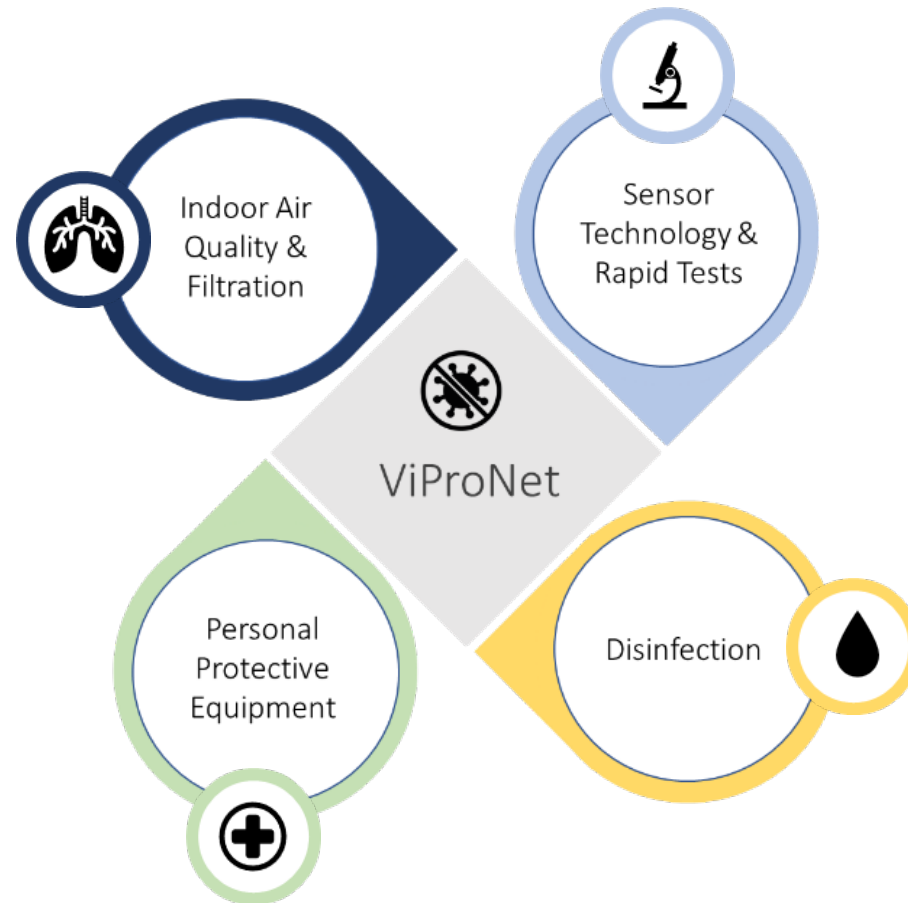 Indoor Air
Quality &
Filtration
Sensor
Technology &
Rapid Tests
ViProNet
Personal
Protective
Equipment
Disinfection